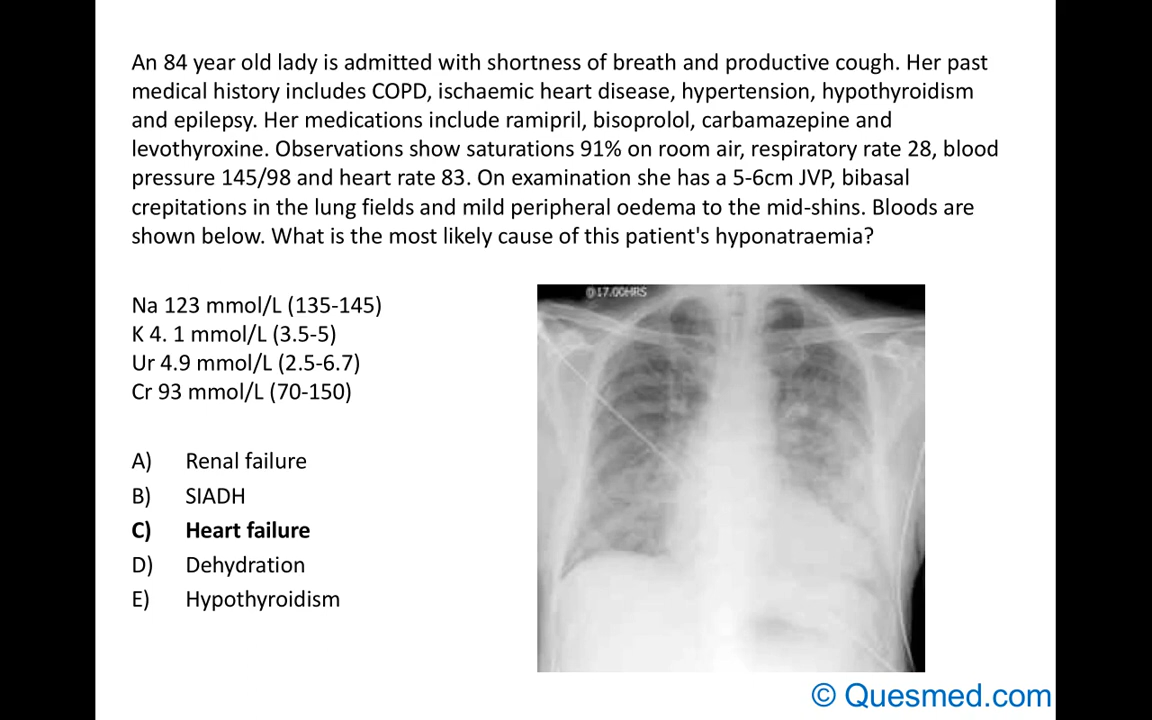 An 84 year old lady is admitted with shortness of breath and productive cough. Her past
medical history includes COPD, ischaemic heart disease, hypertension, hypothyroidism
and epilepsy. Her medications include ramipril, bisoprolol, carbamazepine and
levothyroxine. Observations show saturations 91% on room air, respiratory rate 28, blood
pressure 145/98 and heart rate 83. On examination she has a 5-6cm JVP, bibasal
crepitations in the lung fields and mild peripheral oedema to the mid-shins. Bloods are
shown below. What is the most likely cause of this patient's hyponatraemia?
Na 123 mmol/L (135-145)
K 4. 1 mmol/L (3.5-5)
Ur 4.9 mmol/L (2.5-6.7)
Cr 93 mmol/L (70-150)
A) Renal failure
B) SIADH
C) Heart failure
D) Dehydration
E) Hypothyroidism
@17.00HRS
© Quesmed.com